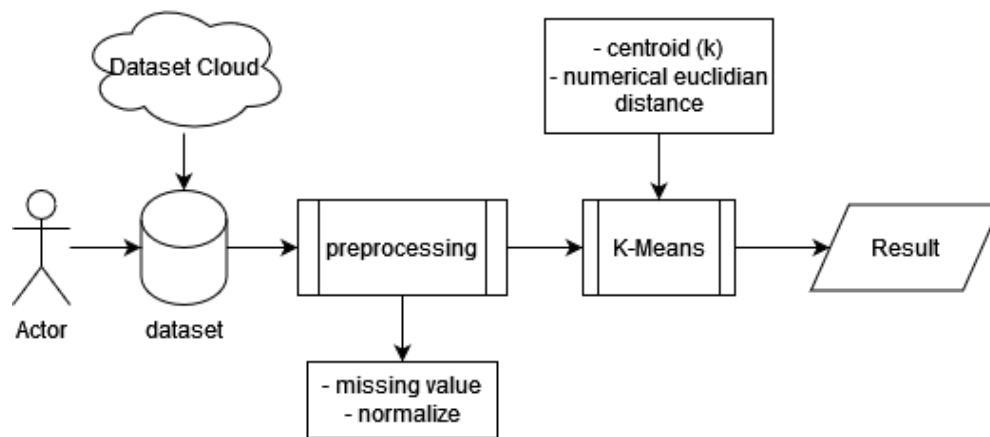 Dataset Cloud
- centroid (k)
- numerical euclidian
distance
preprocessing
K-Means
Result
Actor
dataset
- missing value
- normalize